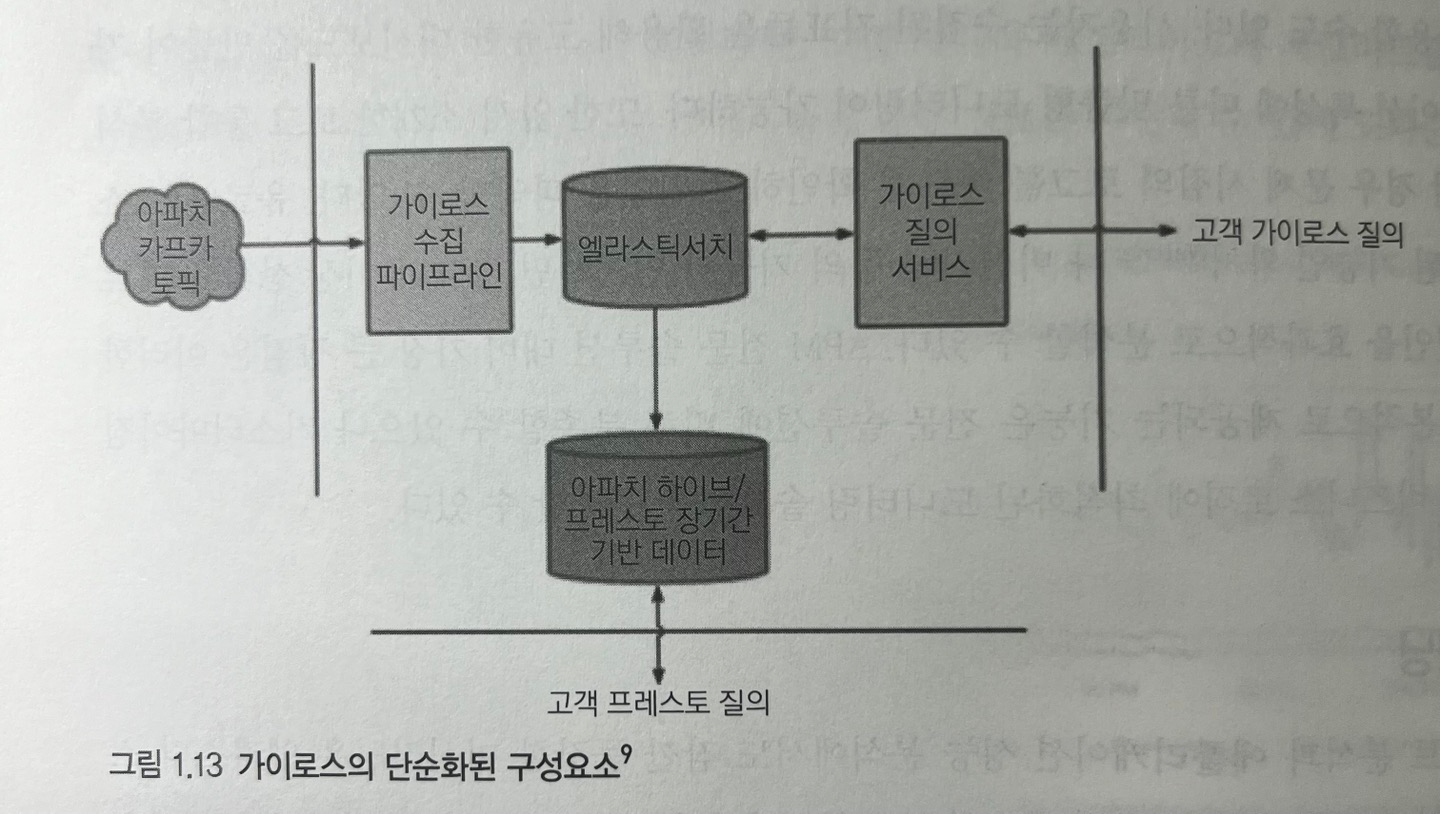 아파치
카프카
토픽
가이로스
수집
파이프라인
엘라스틱서치
가이로스
질의
서비스
고객 가이로스 질의
아파치 하이브/
프레스토 장기간
기반 데이터
고객 프레스토 질의
그림 1.13 가이로스의 단순화된 구성요소9